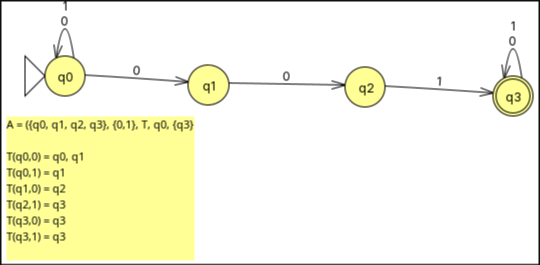 1
0
1
0
0
0
1
q0
q1
q2
q3
A = ({q0, q1, q2, q3}, {0,1}, T, q0, {q3}
T(q0,0) = q0, q1
T(q0,1) = q1
T(q1,0) = q2
T(q2,1) = q3
T(q3,0) = q3
T(q3,1) = q3